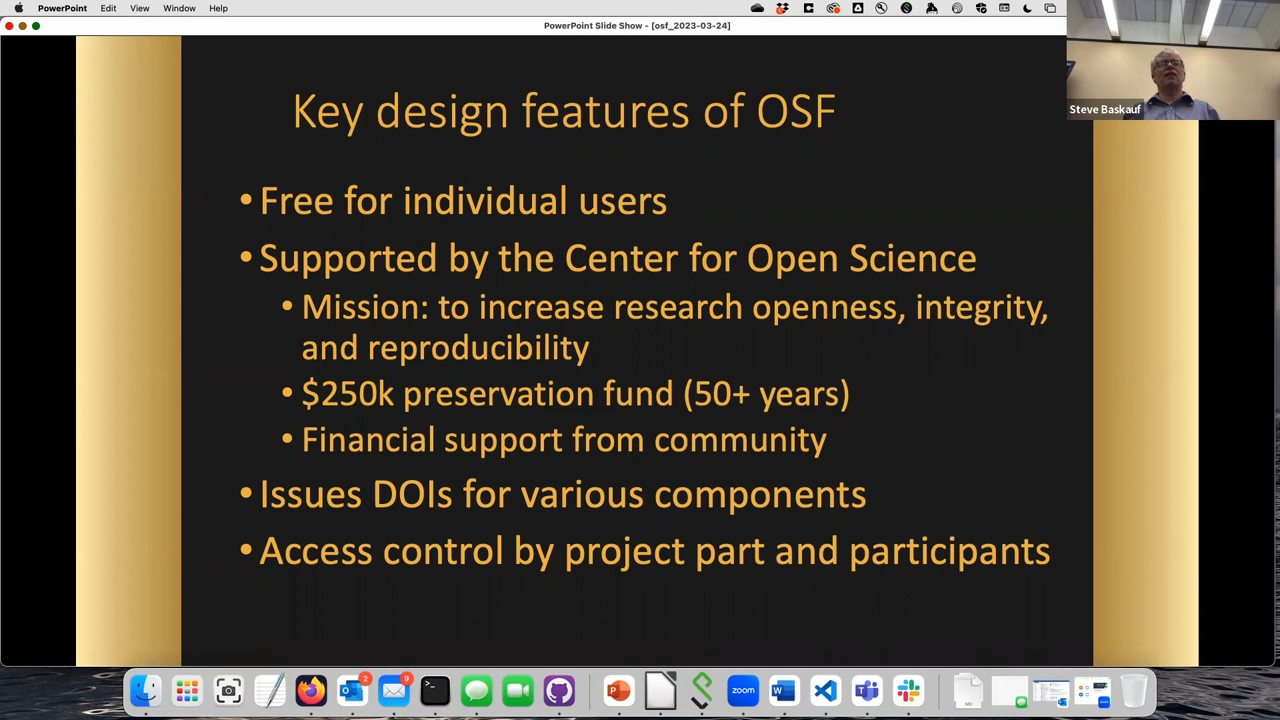 PowerPoint Edit View Window Help
PowerPoint Slide Show - [osf_2023-03-24]
Steve Baskauf
Key design features of OSF
• Free for individual users
• Supported by the Center for Open Science
• Mission: to increase research openness, integrity,
and reproducibility
• $250k preservation fund (50+ years)
• Financial support from community
• Issues DOIs for various components
• Access control by project part and participants
2
9
zoom